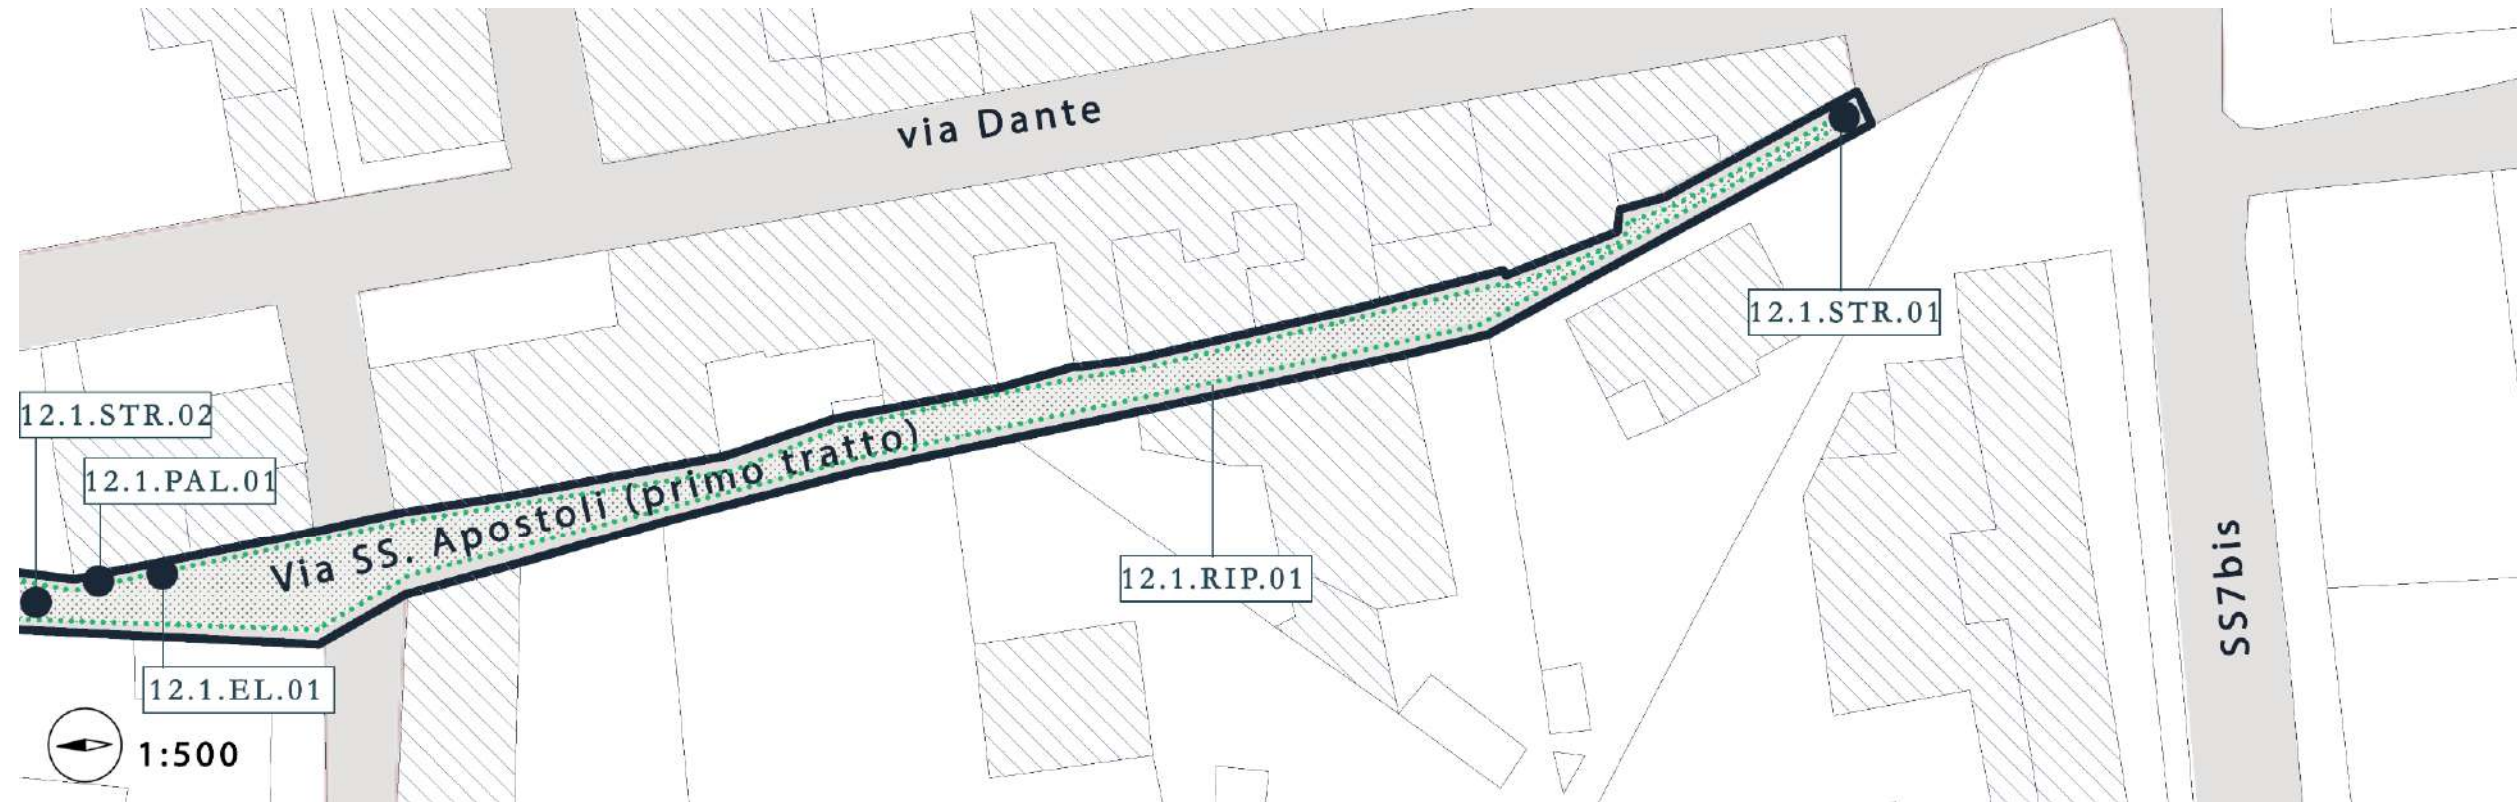 via Dante
12.1.STR.01
12.1.STR.02
12.1.PAL.01
Via SS. Apostoli (primo tratto)
12.1.RIP.01
SS7bis
12.1.EL.01
1:500